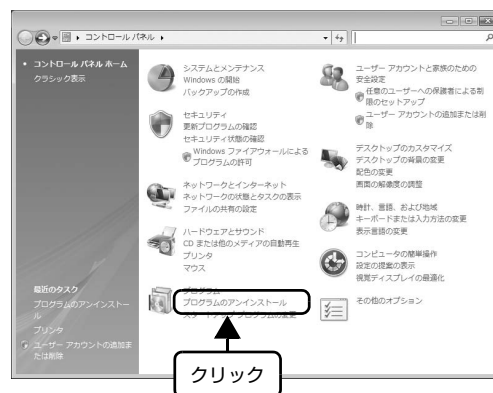 コントロール パネル
コントロール パネル ホーム
クラシック表示
システムとメンテナンス
Windows の開始
バックアップの作成
セキュリティ
更新プログラムの確認
セキュリティ状態の確認
Windows ファイアウォールによる
プログラムの許可
ネットワークとインターネット
ネットワークの状態とタスクの表示
ファイルの共有の設定
ハードウェアとサウンド
CD または他のメディアの自動再生
プリンタ
マウス
プログラム
プログラムのアンインストール
スタートアップ プログラムの変更
ユーザー アカウントと家族のための
安全設定
任意のユーザーへの保護者による制
限のセットアップ
ユーザー アカウントの追加または削
除
デスクトップのカスタマイズ
デスクトップの背景の変更
配色の変更
画面の解像度の調整
時計、言語、および地域
キーボードまたは入力方法の変更
表示言語の変更
コンピュータの簡単操作
設定の提案の表示
視覚ディスプレイの最適化
その他のオプション
最近のタスク
プログラムのアンインストー
ル
プリンタ
ユーザー アカウントの追加ま
たは削除
クリック